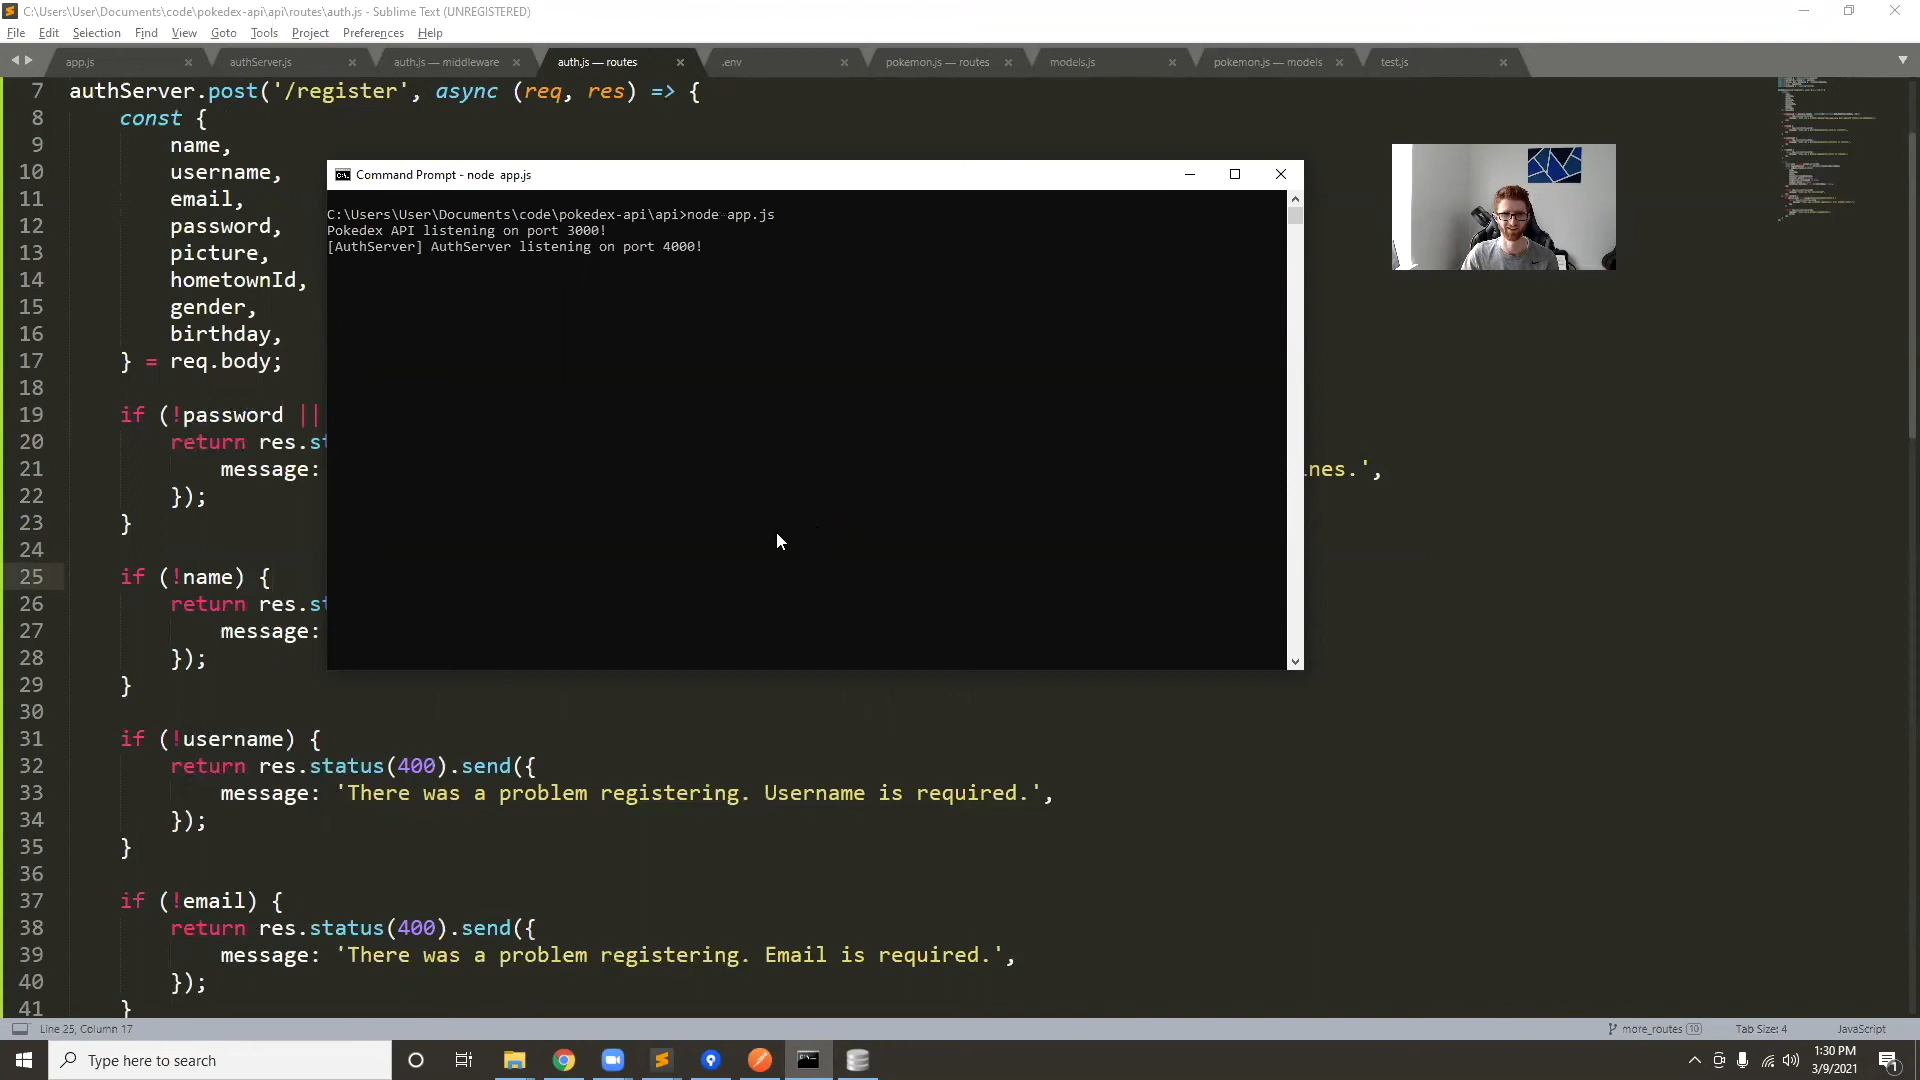 C:\Users\User\Documents\code\pokedex-api\api\routes\auth.js - Sublime Text (UNREGISTERED)
File Edit Selection Find View Goto Tools Project Preferences Help
app.js authServer.js auth.js — middleware auth.js — routes .env pokemon.js — routes models.js pokemon.js — models test.js
7 authServer.post('/register', async (req, res) => {
8 const {
9 name,
10 username,
11 email,
12 password,
13 picture,
14 hometownId,
15 gender,
16 birthday,
17 } = req.body;
18
19 if (!password ||
20 return res.st
21 message: ines.',
22 });
23 }
24
25 if (!name) {
26 return res.st
27 message:
28 });
29 }
30
31 if (!username) {
32 return res.status(400).send({
33 message: 'There was a problem registering. Username is required.',
34 });
35 }
36
37 if (!email) {
38 return res.status(400).send({
39 message: 'There was a problem registering. Email is required.',
40 });
41 }
Command Prompt - node app.js
C:\Users\User\Documents\code\pokedex-api\api>node app.js
Pokedex API listening on port 3000!
[AuthServer] AuthServer listening on port 4000!
Line 25, Column 17 more_routes 10 Tab Size: 4 JavaScript
Type here to search
1:30 PM
3/9/2021
1